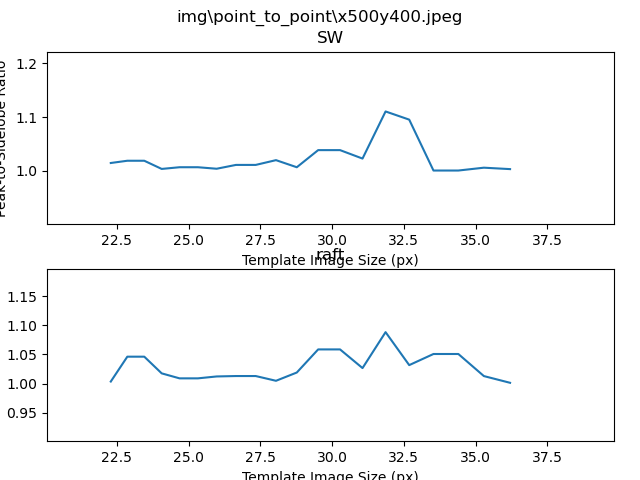 img\point_to_point\x500y400.jpeg
SW
1.2
1.1
1.0
Peak-to-Sidelobe Ratio
22.5 25.0 27.5 30.0 32.5 35.0 37.5
Template Image Size (px)
raft
1.15
1.10
1.05
1.00
0.95
22.5 25.0 27.5 30.0 32.5 35.0 37.5
Template Image Size (px)